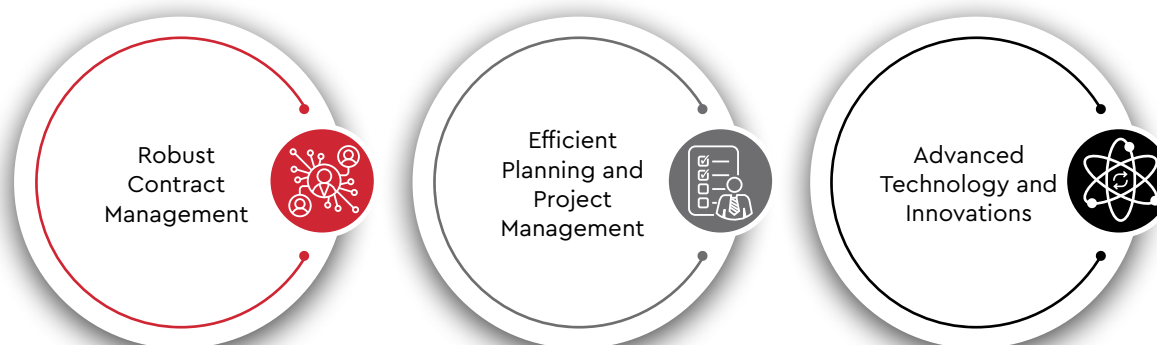 Robust
Contract
Management
Efficient
Planning and
Project
Management
Advanced
Technology and
Innovations